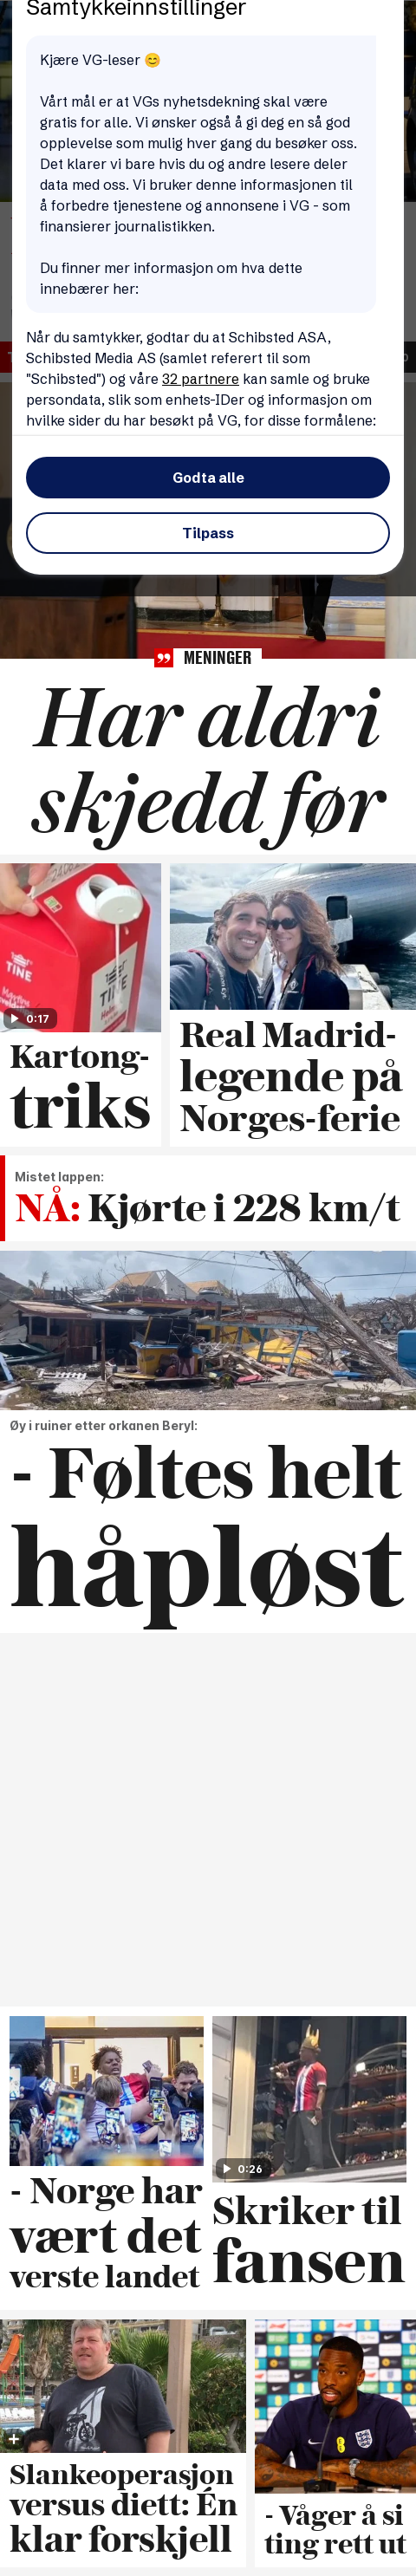 Samtykkeinnstillinger
Kjære VG-leser 😊
Vårt mål er at VGs nyhetsdekning skal være
gratis for alle. Vi ønsker også å gi deg en så god
opplevelse som mulig hver gang du besøker oss.
Det klarer vi bare hvis du og andre lesere deler
data med oss. Vi bruker denne informasjonen til
å forbedre tjenestene og annonsene i VG - som
finansierer journalistikken.
Du finner mer informasjon om hva dette
innebærer her:
Når du samtykker, godtar du at Schibsted ASA,
Schibsted Media AS (samlet referert til som
"Schibsted") og våre 32 partnere kan samle og bruke
persondata, slik som enhets-IDer og informasjon om
hvilke sider du har besøkt på VG, for disse formålene:
Godta alle
Tilpass
MENINGER
Har aldri
skjedd før
TINE
TINE
0:17
Kartong-
triks
Real Madrid-
legende på
Norges-ferie
Mistet lappen:
NÅ: Kjørte i 228 km/t
Øy i ruiner etter orkanen Beryl:
- Føltes helt
håpløst
- Norge har
vært det
verste landet
0:26
Skriker til
fansen
Slankeoperasjon
versus diett: Én
klar forskjell
- Våger å si
ting rett ut